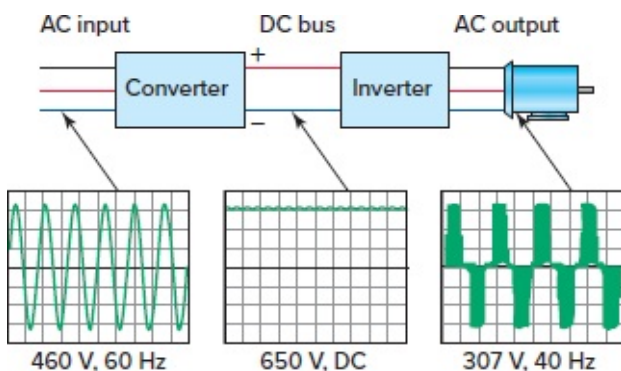 AC input
DC bus
AC output
+
Converter
Inverter
−
460 V, 60 Hz
650 V, DC
307 V, 40 Hz